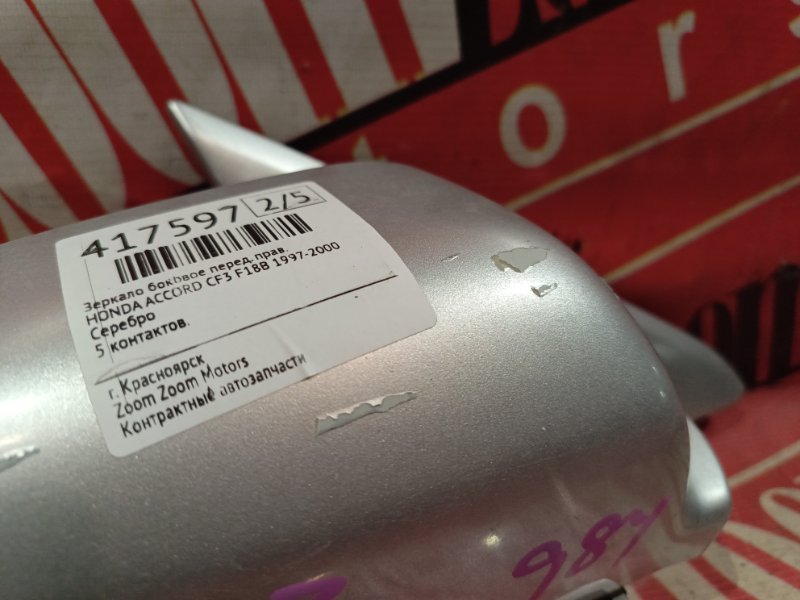 417597 2/5
Зеркало боковое перед. прав.
HONDA ACCORD CF3 F18B 1997-2000
Серебро
5 контактов.
г. Красноярск
Zoom Zoom Motors
Контрактные автозапчасти
tors